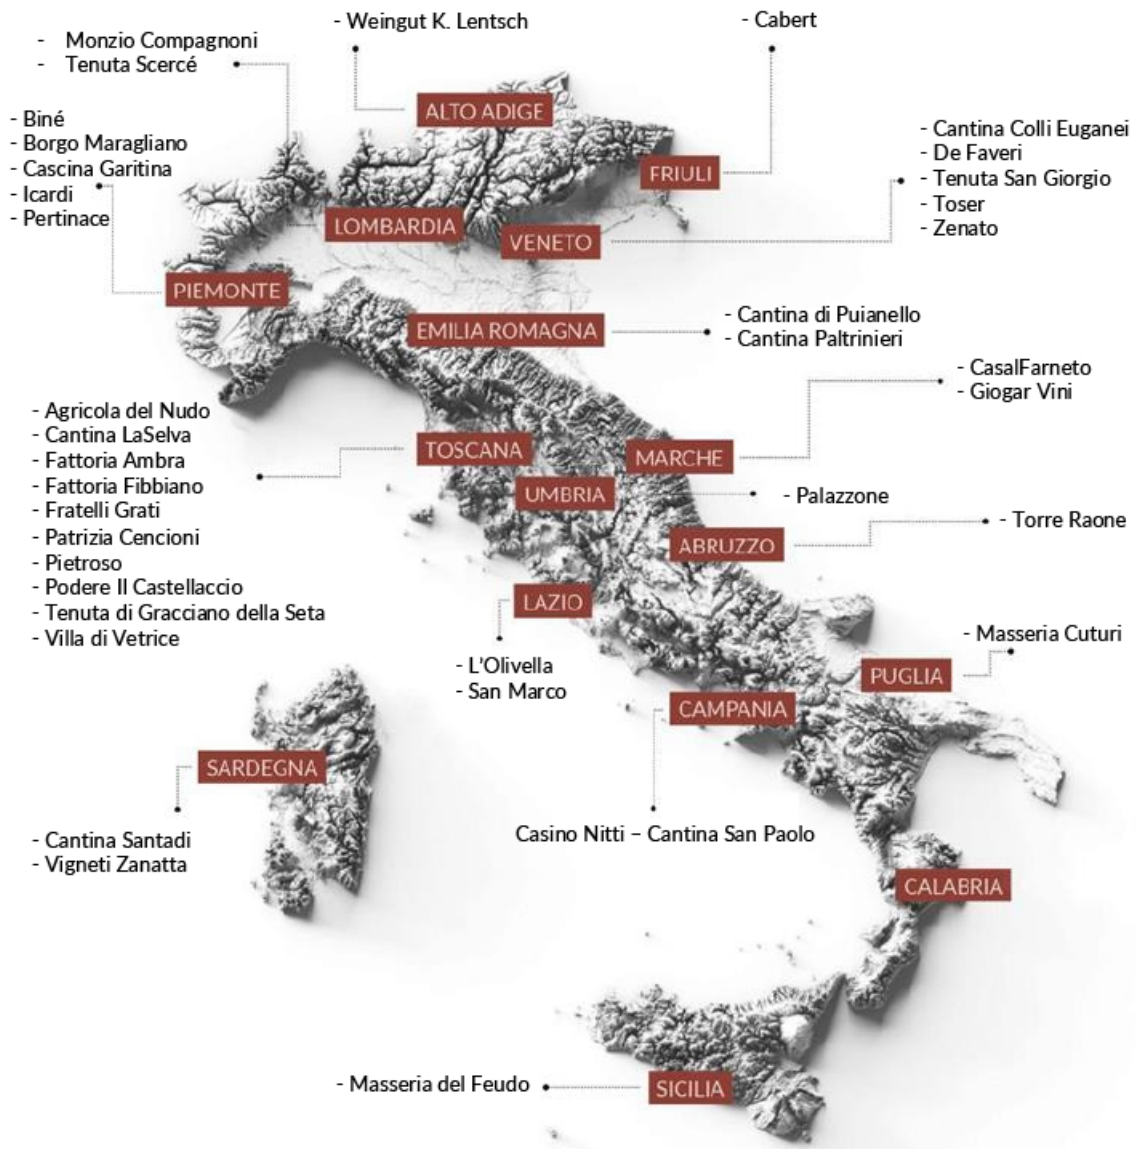 - Weingut K. Lentsch
- Cabert
- Monzio Compagnoni
- Tenuta Scercé
ALTO ADIGE
- Biné
- Borgo Maragliano
- Cascina Garitina
- Icardi
- Pertinace
- Cantina Colli Euganei
- De Faveri
- Tenuta San Giorgio
- Toser
- Zenato
FRIULI
LOMBARDIA
VENETO
PIEMONTE
EMILIA ROMAGNA
- Cantina di Puianello
- Cantina Paltrinieri
- CasalFarneto
- Giogar Vini
- Agricola del Nudo
- Cantina LaSelva
- Fattoria Ambra
- Fattoria Fibbiano
- Fratelli Grati
- Patrizia Cencioni
- Pietroso
- Podere Il Castellaccio
- Tenuta di Gracciano della Seta
- Villa di Vetrice
TOSCANA
MARCHE
UMBRIA
- Palazzone
- Torre Raone
ABRUZZO
LAZIO
- L'Olivella
- San Marco
- Masseria Cuturi
PUGLIA
CAMPANIA
SARDEGNA
- Cantina Santadi
- Vigneti Zanatta
Casino Nitti – Cantina San Paolo
CALABRIA
- Masseria del Feudo
SICILIA